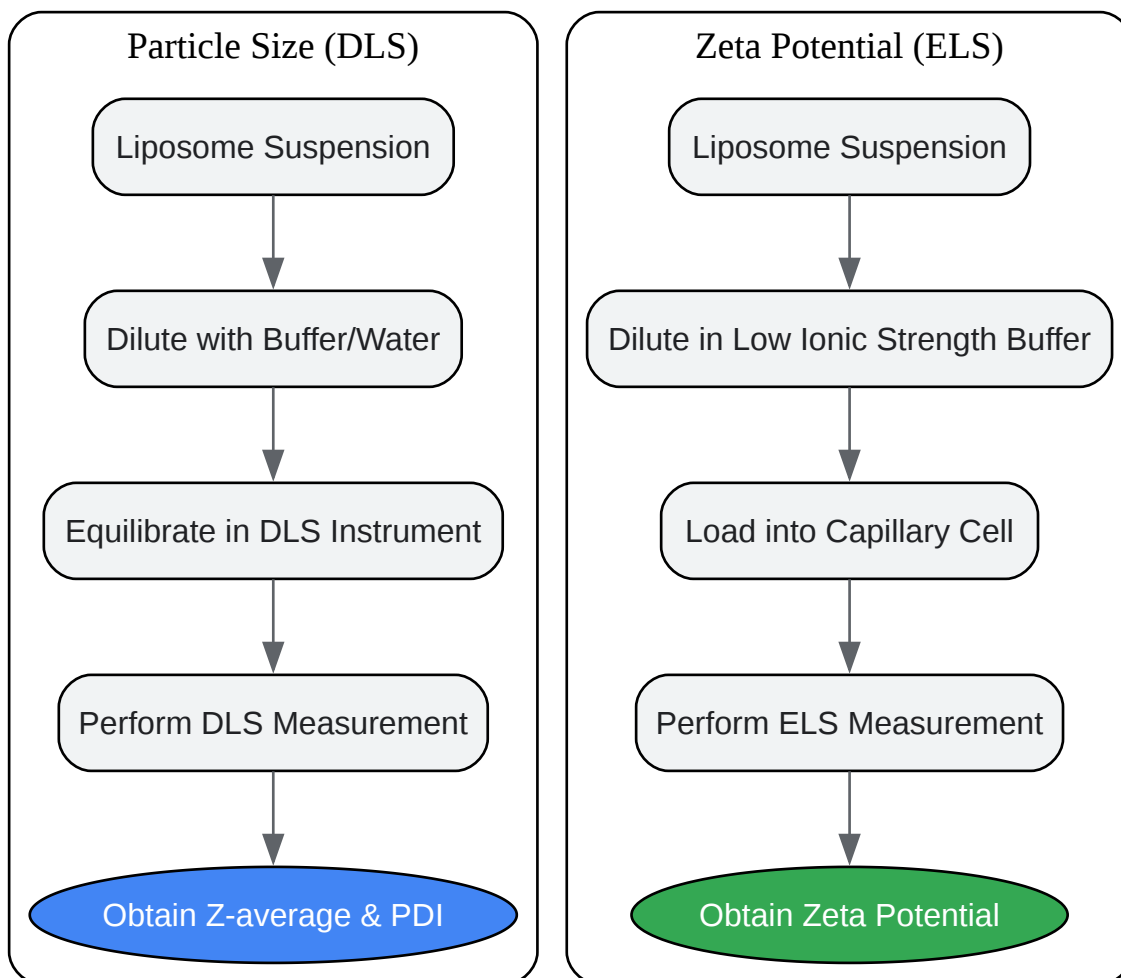 Particle Size (DLS)
Liposome Suspension
Dilute with Buffer/Water
Equilibrate in DLS Instrument
Perform DLS Measurement
Obtain Z-average & PDI
Zeta Potential (ELS)
Liposome Suspension
Dilute in Low Ionic Strength Buffer
Load into Capillary Cell
Perform ELS Measurement
Obtain Zeta Potential